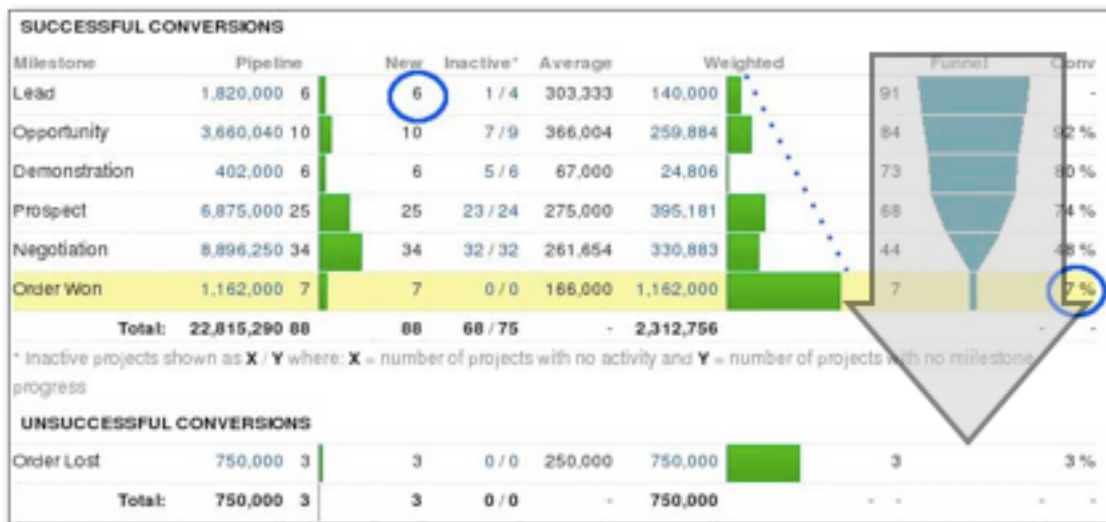 SUCCESSFUL CONVERSIONS
Milestone Pipeline New Inactive* Average Weighted Funnel Conv
Lead 1,820,000 6 6 1 / 4 303,333 140,000 91 -
Opportunity 3,660,040 10 10 7 / 9 366,004 259,884 84 92 %
Demonstration 402,000 6 6 5 / 6 67,000 24,806 73 80 %
Prospect 6,875,000 25 25 23 / 24 275,000 395,181 68 74 %
Negotiation 8,896,250 34 34 32 / 32 261,654 330,883 44 48 %
Order Won 1,162,000 7 7 0 / 0 166,000 1,162,000 7 7 %
Total: 22,815,290 88 88 68 / 75 - 2,312,756 - -
* Inactive projects shown as X / Y where: X = number of projects with no activity and Y = number of projects with no milestone
progress
UNSUCCESSFUL CONVERSIONS
Order Lost 750,000 3 3 0 / 0 250,000 750,000 3 3 %
Total: 750,000 3 3 0 / 0 - 750,000 - - - -